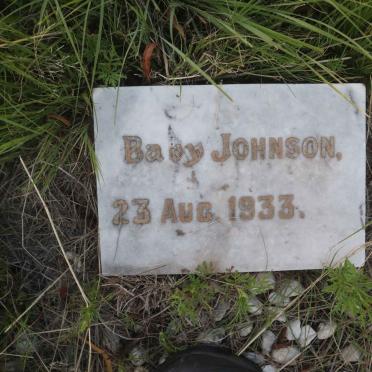 Baby JOHNSON.
23 AUG. 1933.